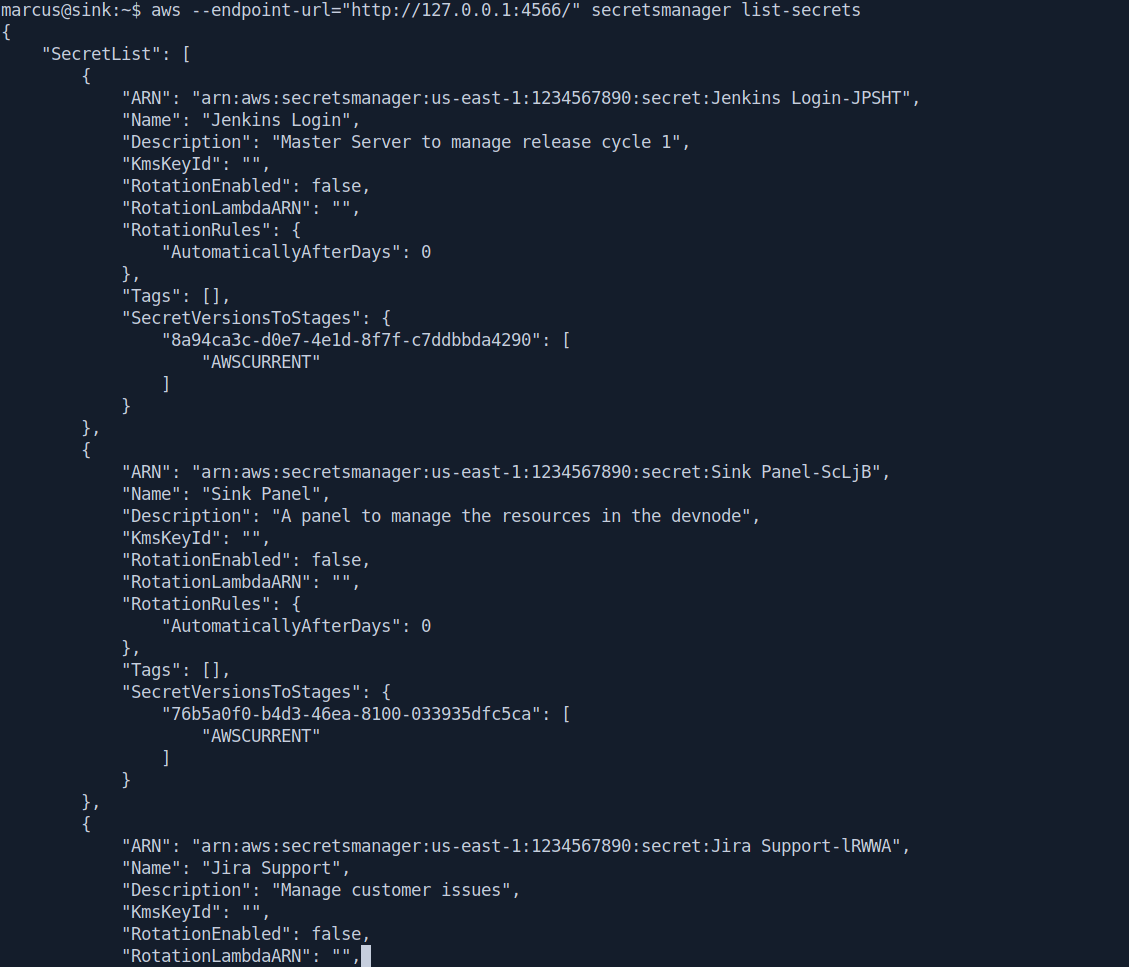 marcus@sink:~$ aws --endpoint-url="http://127.0.0.1:4566/" secretsmanager list-secrets
{
    "SecretList": [
        {
            "ARN": "arn:aws:secretsmanager:us-east-1:1234567890:secret:Jenkins Login-JPSHT",
            "Name": "Jenkins Login",
            "Description": "Master Server to manage release cycle 1",
            "KmsKeyId": "",
            "RotationEnabled": false,
            "RotationLambdaARN": "",
            "RotationRules": {
                "AutomaticallyAfterDays": 0
            },
            "Tags": [],
            "SecretVersionsToStages": {
                "8a94ca3c-d0e7-4e1d-8f7f-c7ddbbda4290": [
                    "AWSCURRENT"
                ]
            }
        },
        {
            "ARN": "arn:aws:secretsmanager:us-east-1:1234567890:secret:Sink Panel-ScLjB",
            "Name": "Sink Panel",
            "Description": "A panel to manage the resources in the devnode",
            "KmsKeyId": "",
            "RotationEnabled": false,
            "RotationLambdaARN": "",
            "RotationRules": {
                "AutomaticallyAfterDays": 0
            },
            "Tags": [],
            "SecretVersionsToStages": {
                "76b5a0f0-b4d3-46ea-8100-033935dfc5ca": [
                    "AWSCURRENT"
                ]
            }
        },
        {
            "ARN": "arn:aws:secretsmanager:us-east-1:1234567890:secret:Jira Support-lRWWA",
            "Name": "Jira Support",
            "Description": "Manage customer issues",
            "KmsKeyId": "",
            "RotationEnabled": false,
            "RotationLambdaARN": "",